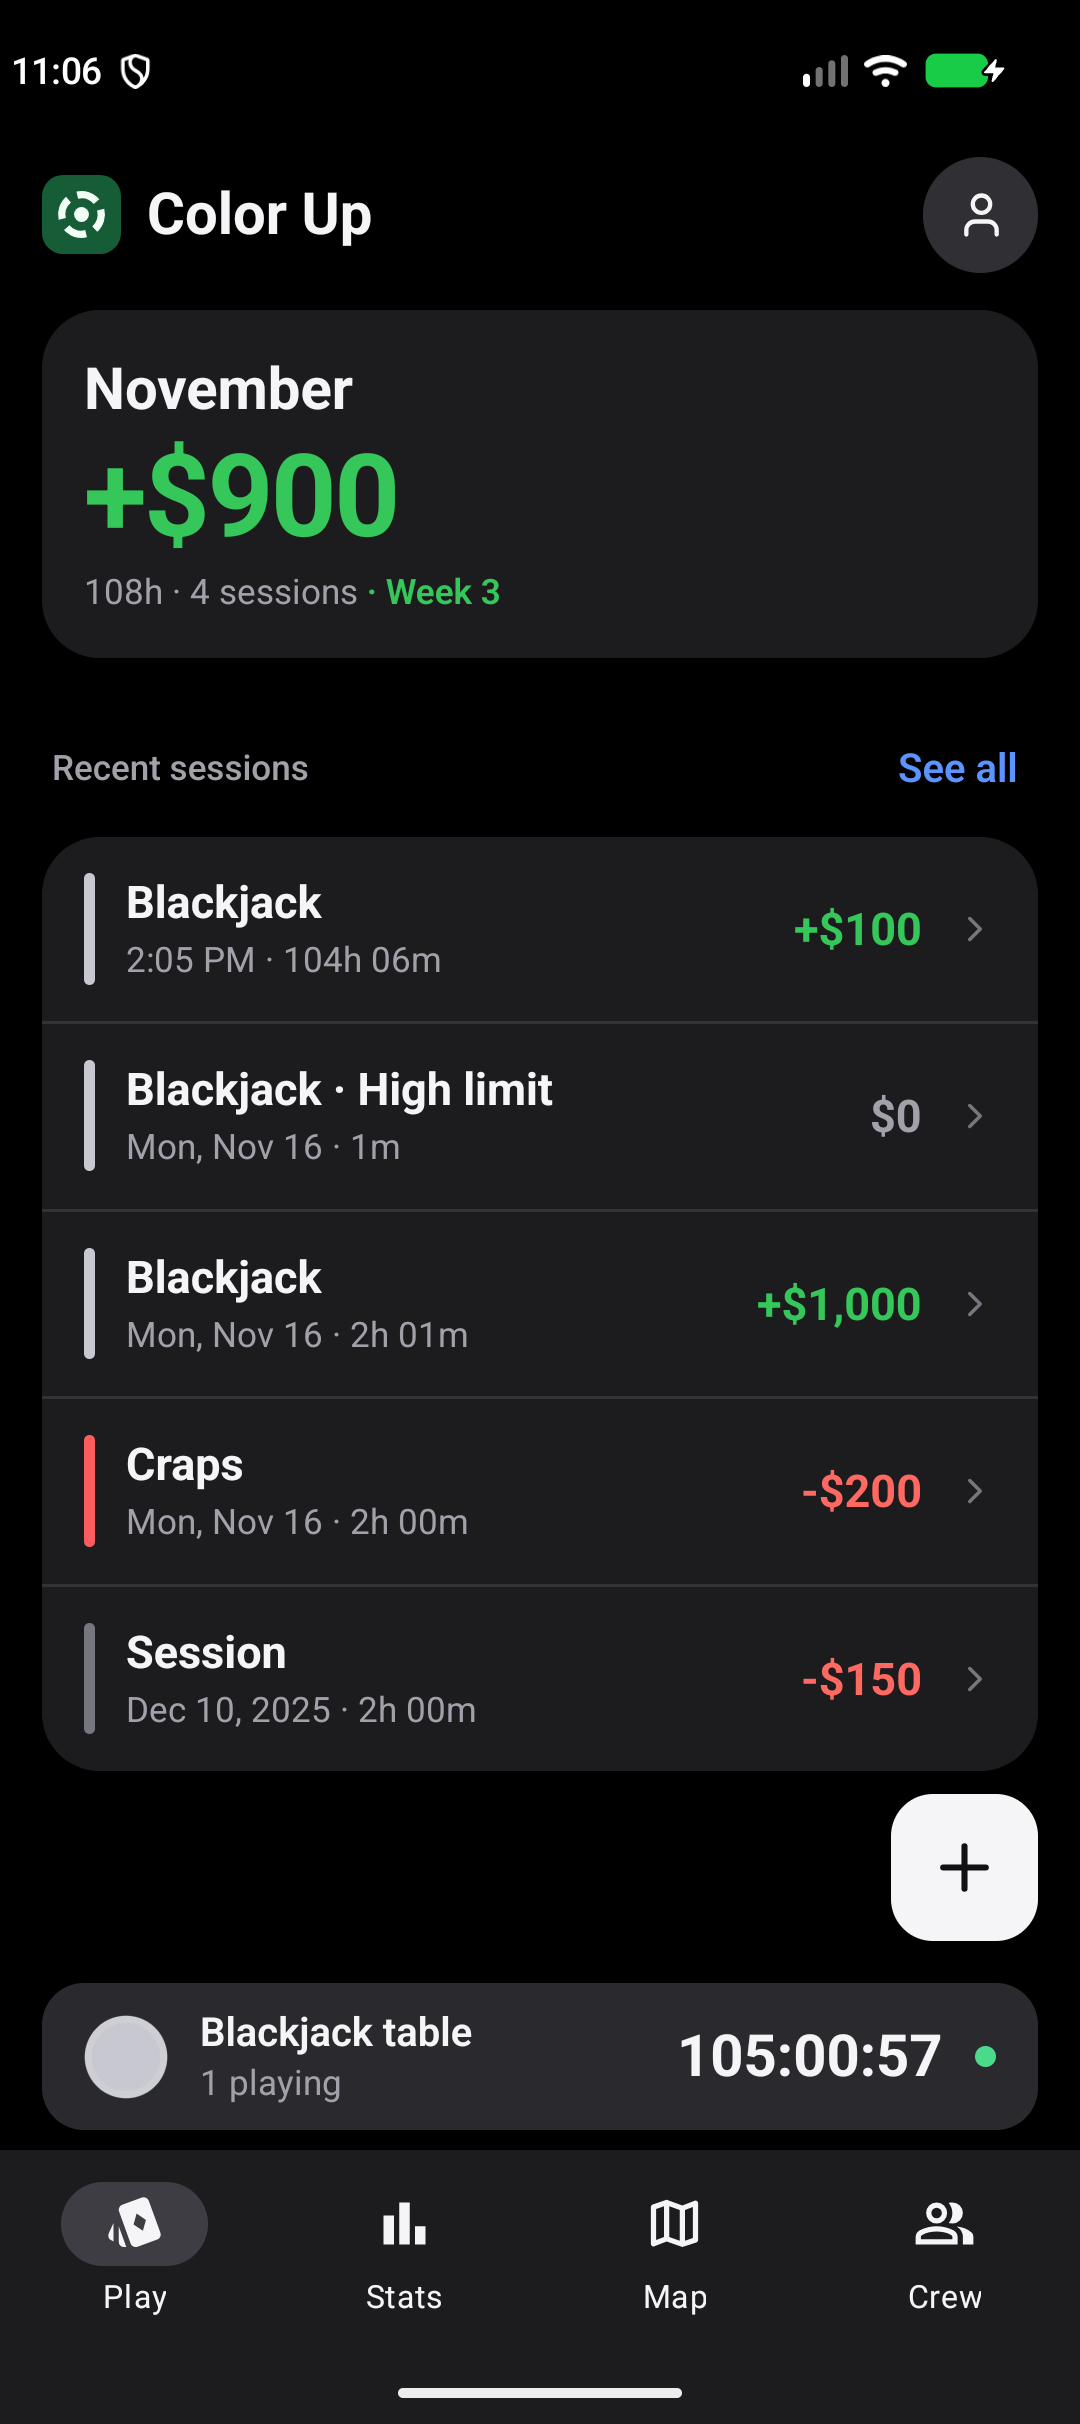 11:06
Color Up
November
+$900
108h · 4 sessions · Week 3
Recent sessions
See all
Blackjack
2:05 PM · 104h 06m
+$100
Blackjack · High limit
Mon, Nov 16 · 1m
$0
Blackjack
Mon, Nov 16 · 2h 01m
+$1,000
Craps
Mon, Nov 16 · 2h 00m
-$200
Session
Dec 10, 2025 · 2h 00m
-$150
Blackjack table
1 playing
105:00:57
Play
Stats
Map
Crew